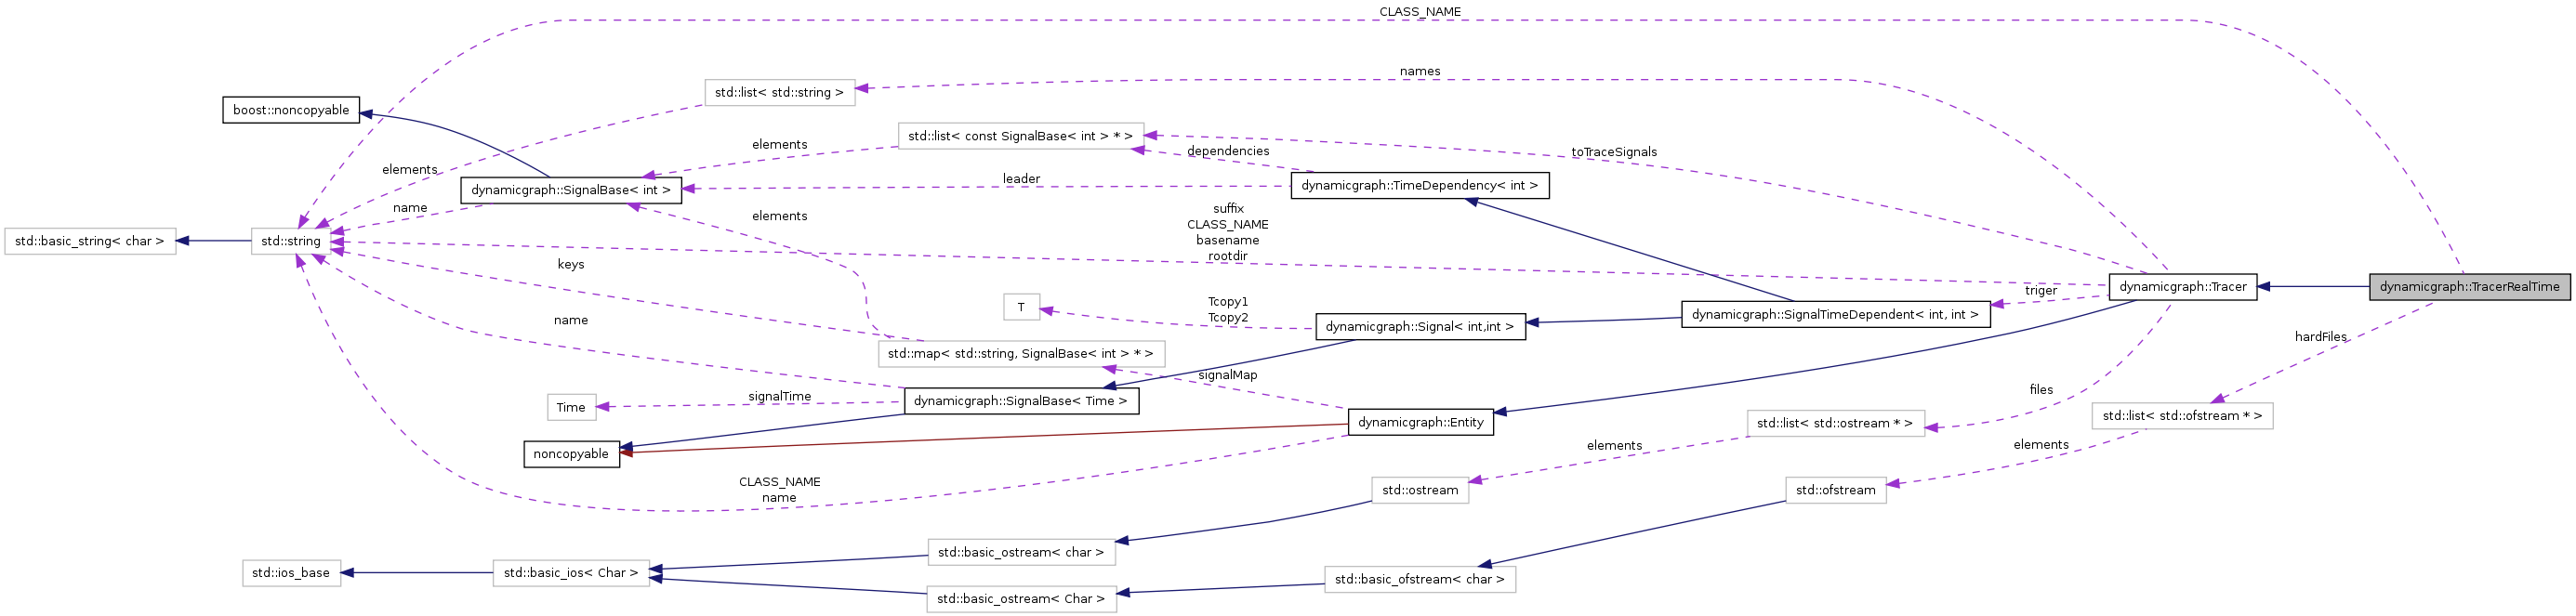 CLASS_NAME
names
std::list< std::string >
boost::noncopyable
std::list< const SignalBase< int > * >
elements
dependencies
toTraceSignals
elements
leader
dynamicgraph::SignalBase< int >
dynamicgraph::TimeDependency< int >
name
elements
suffix
CLASS_NAME
basename
rootdir
std::basic_string< char >
std::string
keys
dynamicgraph::Tracer
dynamicgraph::TracerRealTime
triger
T
Tcopy1
Tcopy2
dynamicgraph::SignalTimeDependent< int, int >
name
dynamicgraph::Signal< int,int >
hardFiles
std::map< std::string, SignalBase< int > * >
signalMap
files
signalTime
Time
dynamicgraph::SignalBase< Time >
std::list< std::ofstream * >
dynamicgraph::Entity
std::list< std::ostream * >
elements
elements
noncopyable
CLASS_NAME
name
std::ostream
std::ofstream
std::basic_ostream< char >
std::ios_base
std::basic_ios< Char >
std::basic_ofstream< char >
std::basic_ostream< Char >